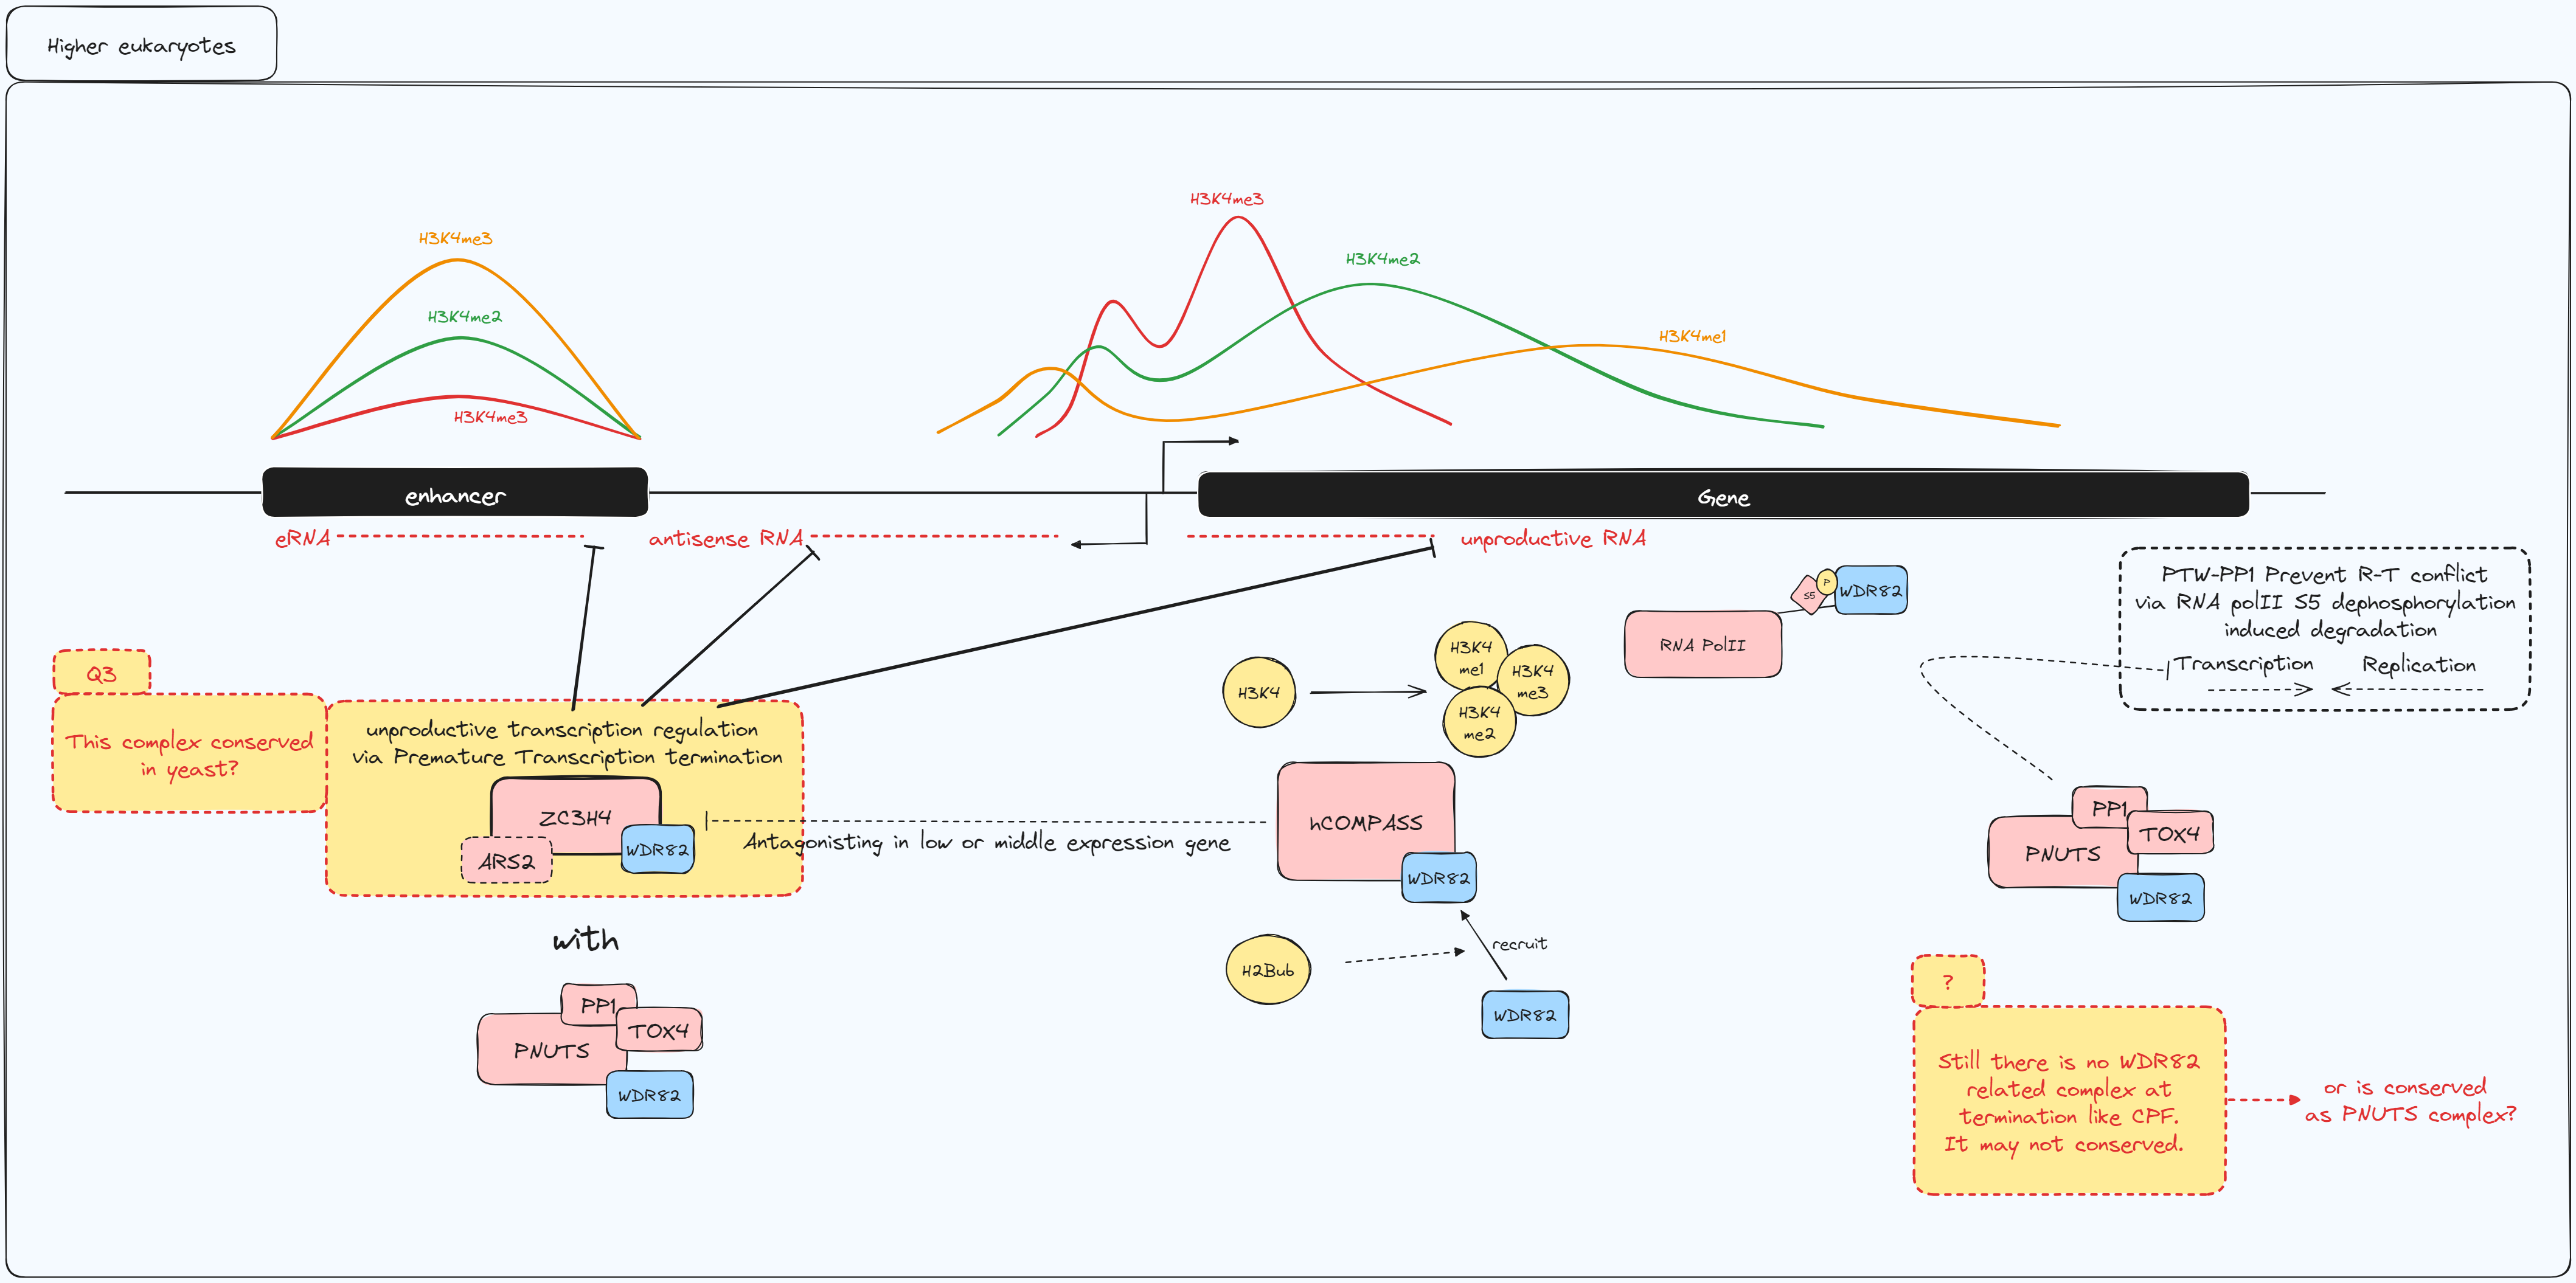 Higher eukaryotes
H3K4me3
H3K4me2
H3K4me3
H3K4me3
H3K4me2
H3K4me1
enhancer
Gene
eRNA
antisense RNA
unproductive RNA
Q3
This complex conserved
in yeast?
unproductive transcription regulation
via Premature Transcription termination
ZC3H4
ARS2
WDR82
with
PP1
TOX4
PNUTS
WDR82
Antagonisting in low or middle expression gene
H3K4
H3K4
me1
H3K4
me3
H3K4
me2
hCOMPASS
WDR82
H2Bub
recruit
WDR82
RNA PolII
S5
P
WDR82
PTW-PP1 Prevent R-T conflict
via RNA polII S5 dephosphorylation
induced degradation
Transcription
Replication
PP1
TOX4
PNUTS
WDR82
?
Still there is no WDR82
related complex at
termination like CPF.
It may not conserved.
or is conserved
as PNUTS complex?